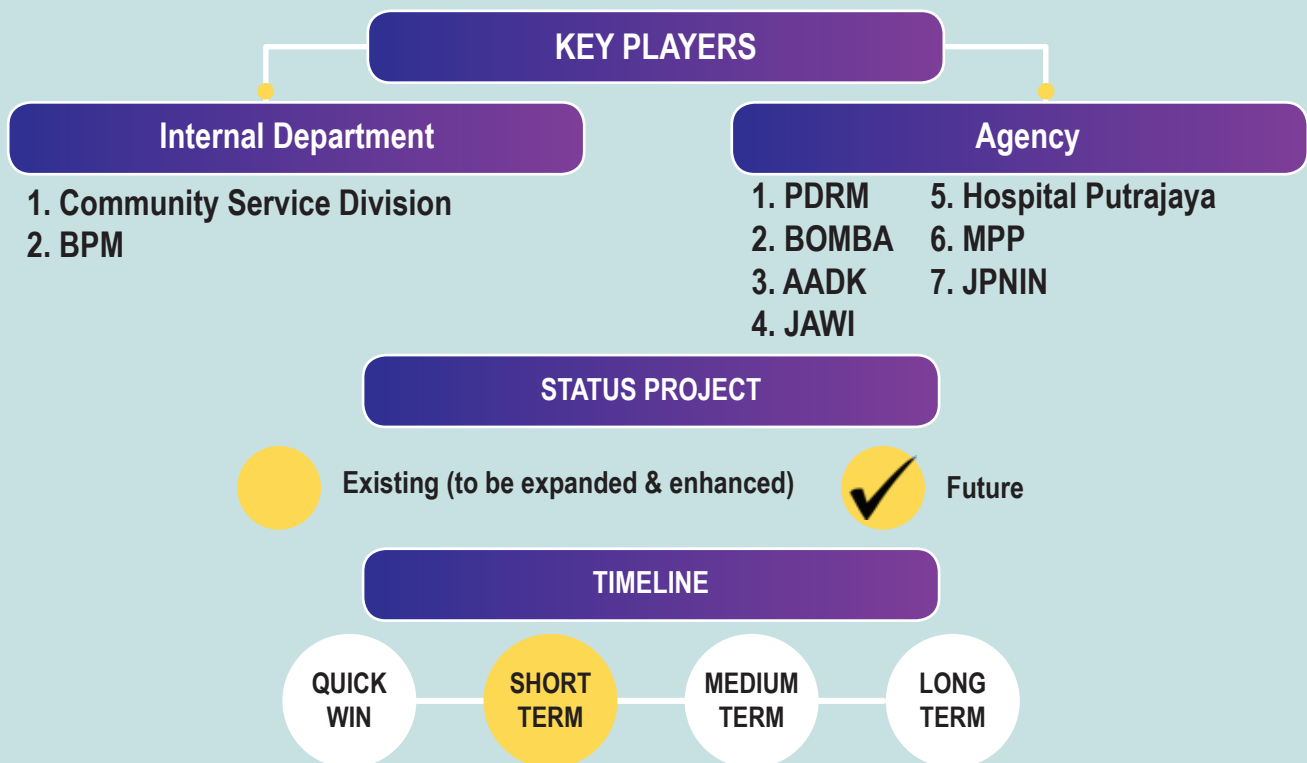 KEY PLAYERS
Internal Department
1. Community Service Division
2. BPM
Agency
1. PDRM
2. BOMBA
3. AADK
4. JAWI
5. Hospital Putrajaya
6. MPP
7. JPNIN
STATUS PROJECT
Existing (to be expanded & enhanced)
Future
TIMELINE
QUICK
WIN
SHORT
TERM
MEDIUM
TERM
LONG
TERM